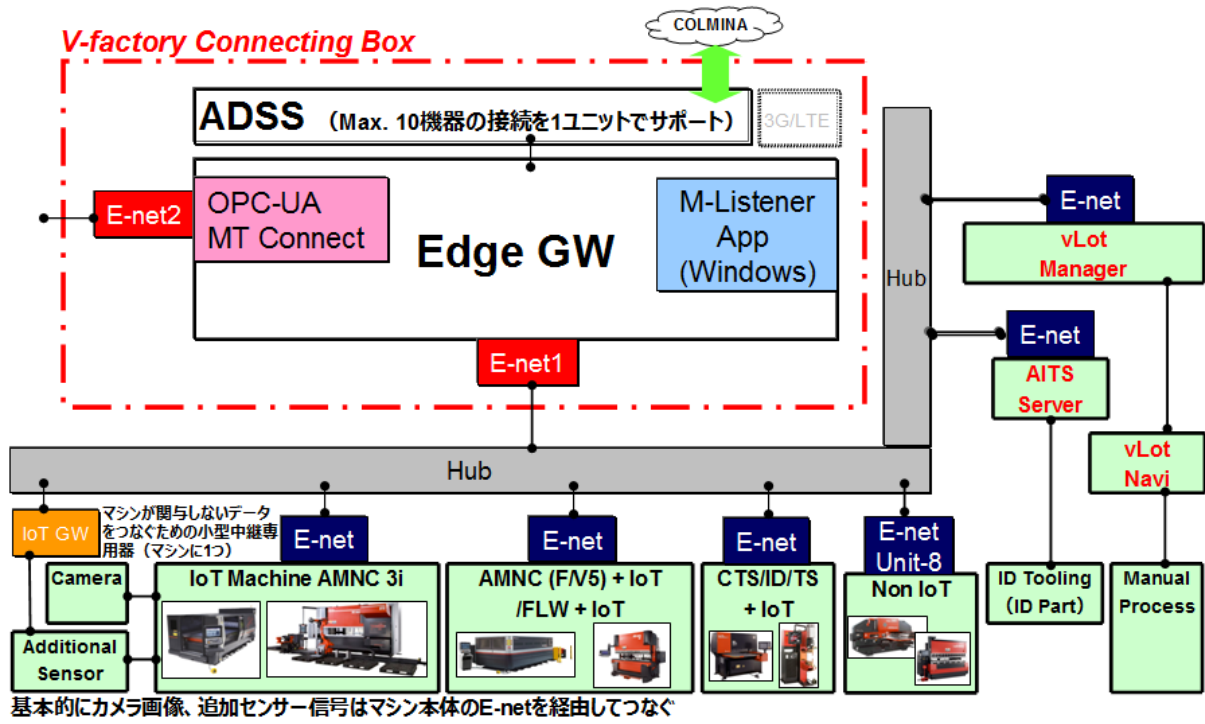 COLMINA
V-factory Connecting Box
ADSS （Max. 10機器の接続を1ユニットでサポート）
3G/LTE
E-net2
OPC-UA
MT Connect
Edge GW
M-Listener
App
(Windows)
E-net1
Hub
E-net
vLot
Manager
E-net
AITS
Server
vLot
Navi
Hub
IoT GW
マシンが関与しないデータ
をつなぐための小型中継専
用器（マシンに1つ）
E-net
E-net
E-net
E-net
Unit-8
Camera
Additional
Sensor
IoT Machine AMNC 3i
AMNC (F/V5) + IoT
/FLW + IoT
CTS/ID/TS
+ IoT
Non IoT
ID Tooling
（ID Part）
Manual
Process
基本的にカメラ画像、追加センサー信号はマシン本体のE-netを経由してつなぐ